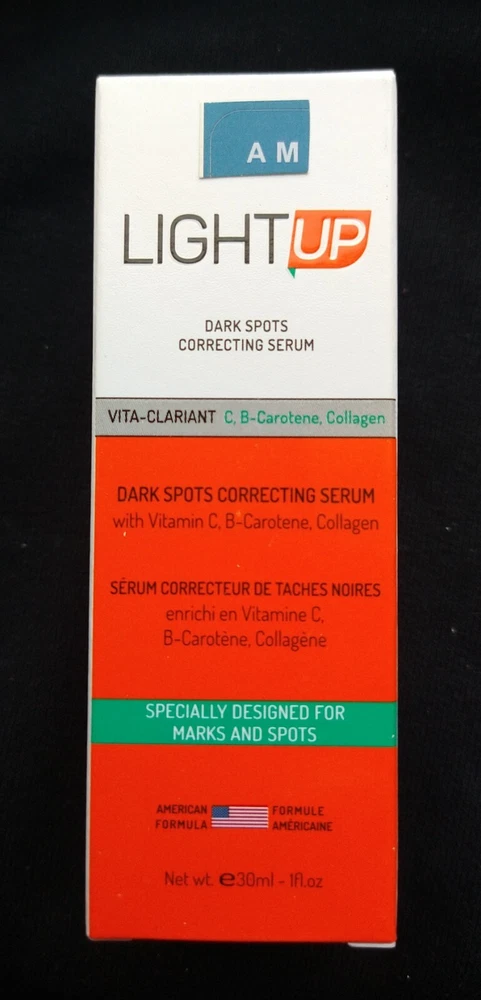 AM
LIGHTUP
DARK SPOTS
CORRECTING SERUM
VITA-CLARIANT C, B-Carotene, Collagen
DARK SPOTS CORRECTING SERUM
with Vitamin C, B-Carotene, Collagen
SÉRUM CORRECTEUR DE TACHES NOIRES
enrichi en Vitamine C,
B-Carotène, Collagène
SPECIALLY DESIGNED FOR
MARKS AND SPOTS
AMERICAN FORMULE
FORMULA AMÉRICAINE
Net wt. e30ml - 1fl.oz